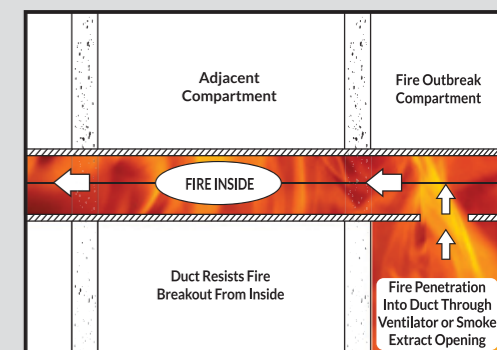 Adjacent
Compartment
Fire Outbreak
Compartment
FIRE INSIDE
Duct Resists Fire
Breakout From Inside
Fire Penetration
Into Duct Through
Ventilator or Smoke
Extract Opening